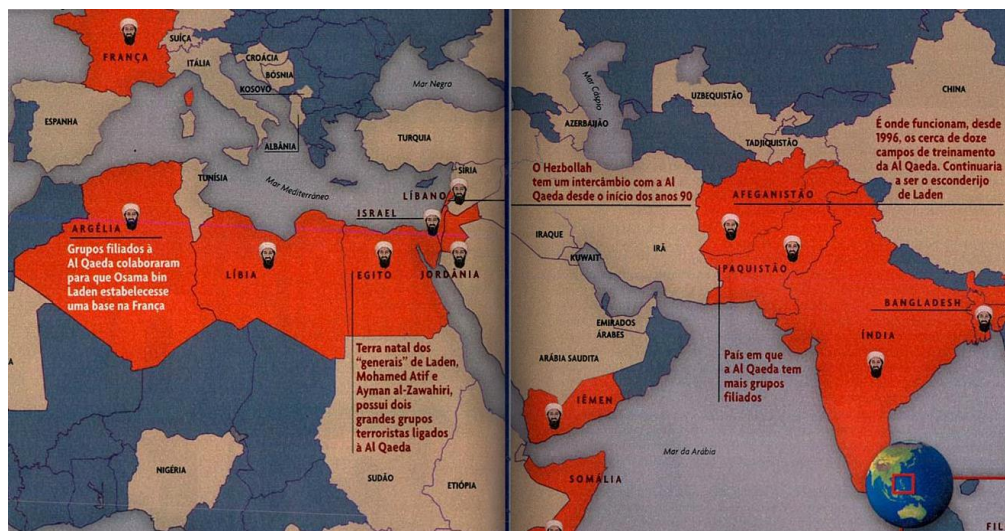 FRANÇA
SUÍÇA
ITÁLIA
CROÁCIA
BÓSNIA
KOSOVO
ESPANHA
ALBÂNIA
Mar Negro
TURQUIA
TUNÍSIA
Mar Mediterrâneo
SÍRIA
LÍBANO
ISRAEL
ARGÉLIA
Grupos filiados à
Al Qaeda colaboraram
para que Osama bin
Laden estabelecesse
uma base na França
LÍBIA
EGITO
JORDÂNIA
Terra natal dos
“generais” de Laden,
Mohamed Atif e
Ayman al-Zawahiri,
possui dois
grandes grupos
terroristas ligados
à Al Qaeda
NIGÉRIA
SUDÃO
ETIÓPIA
Mar Cáspio
UZBEQUISTÃO
CHINA
AZERBAIJÃO
TADJIQUISTÃO
É onde funcionam, desde
1996, os cerca de doze
campos de treinamento
da Al Qaeda. Continuaria
a ser o esconderijo
de Laden
O Hezbollah
tem um intercâmbio com a Al
Qaeda desde o início dos anos 90
AFEGANISTÃO
IRAQUE
IRÃ
KUWAIT
PAQUISTÃO
BANGLADESH
EMIRADOS
ÁRABES
ÍNDIA
ARÁBIA SAUDITA
País em que
a Al Qaeda tem
mais grupos
filiados
IÊMEN
Mar da Arábia
SOMÁLIA